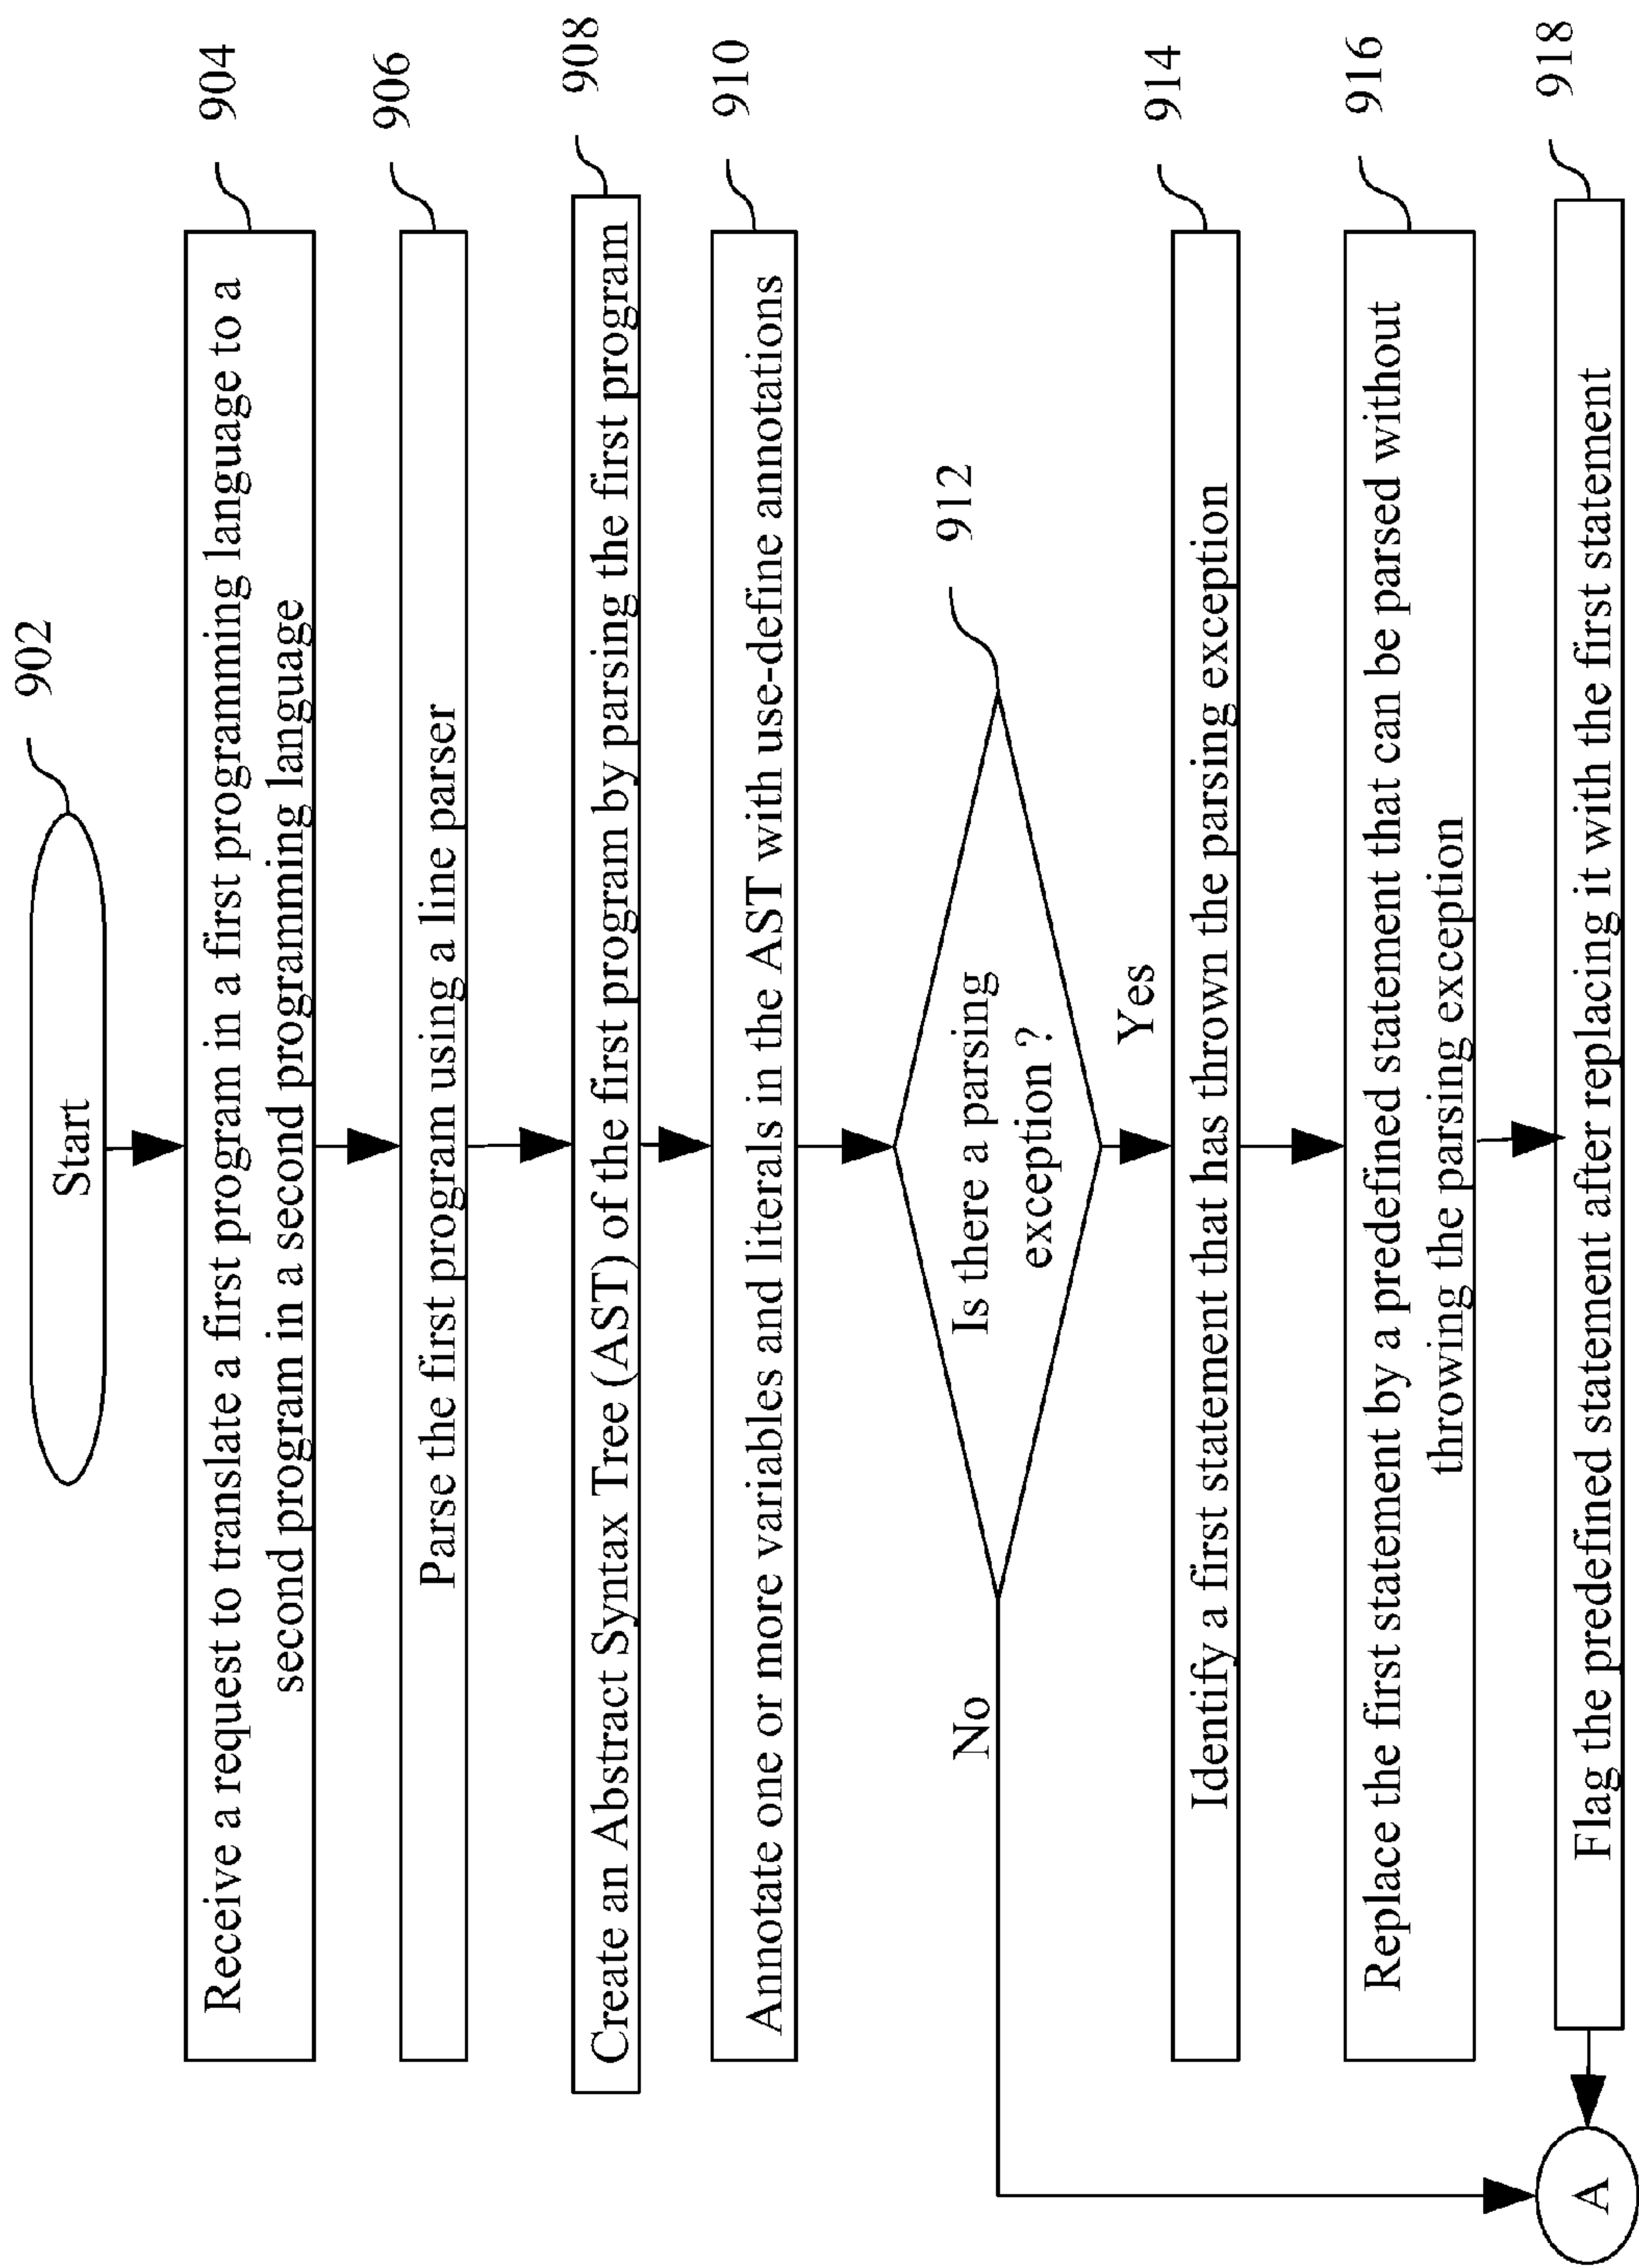 902
Start
904
Receive a request to translate a first program in a first programming language to a
second program in a second programming language
906
Parse the first program using a line parser
908
Create an Abstract Syntax Tree (AST) of the first program by parsing the first program
910
Annotate one or more variables and literals in the AST with use-define annotations
912
Is there a parsing
exception ?
No
Yes
914
Identify a first statement that has thrown the parsing exception
916
Replace the first statement by a predefined statement that can be parsed without
throwing the parsing exception
918
Flag the predefined statement after replacing it with the first statement
A